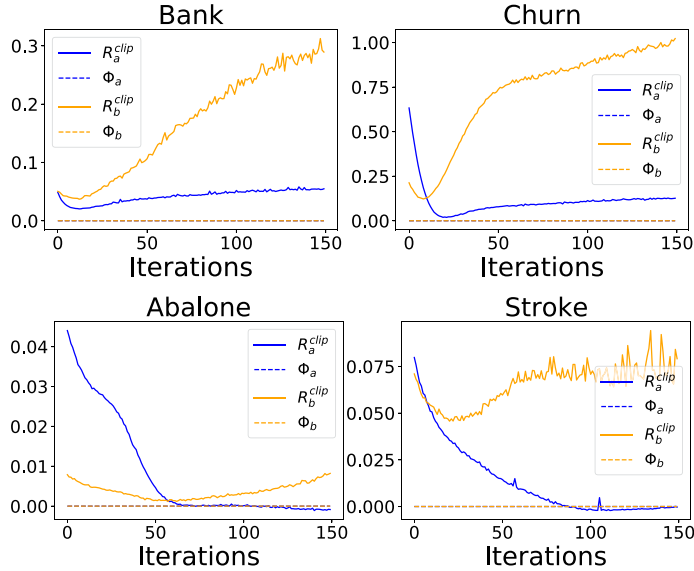 Bank
0.3
0.2
0.1
0.0
0 50 100 150
Iterations
R_a^{clip}
Φ_a
R_b^{clip}
Φ_b
Churn
1.00
0.75
0.50
0.25
0.00
0 50 100 150
Iterations
R_a^{clip}
Φ_a
R_b^{clip}
Φ_b
Abalone
0.04
0.03
0.02
0.01
0.00
0 50 100 150
Iterations
R_a^{clip}
Φ_a
R_b^{clip}
Φ_b
Stroke
0.075
0.050
0.025
0.000
0 50 100 150
Iterations
R_a^{clip}
Φ_a
R_b^{clip}
Φ_b